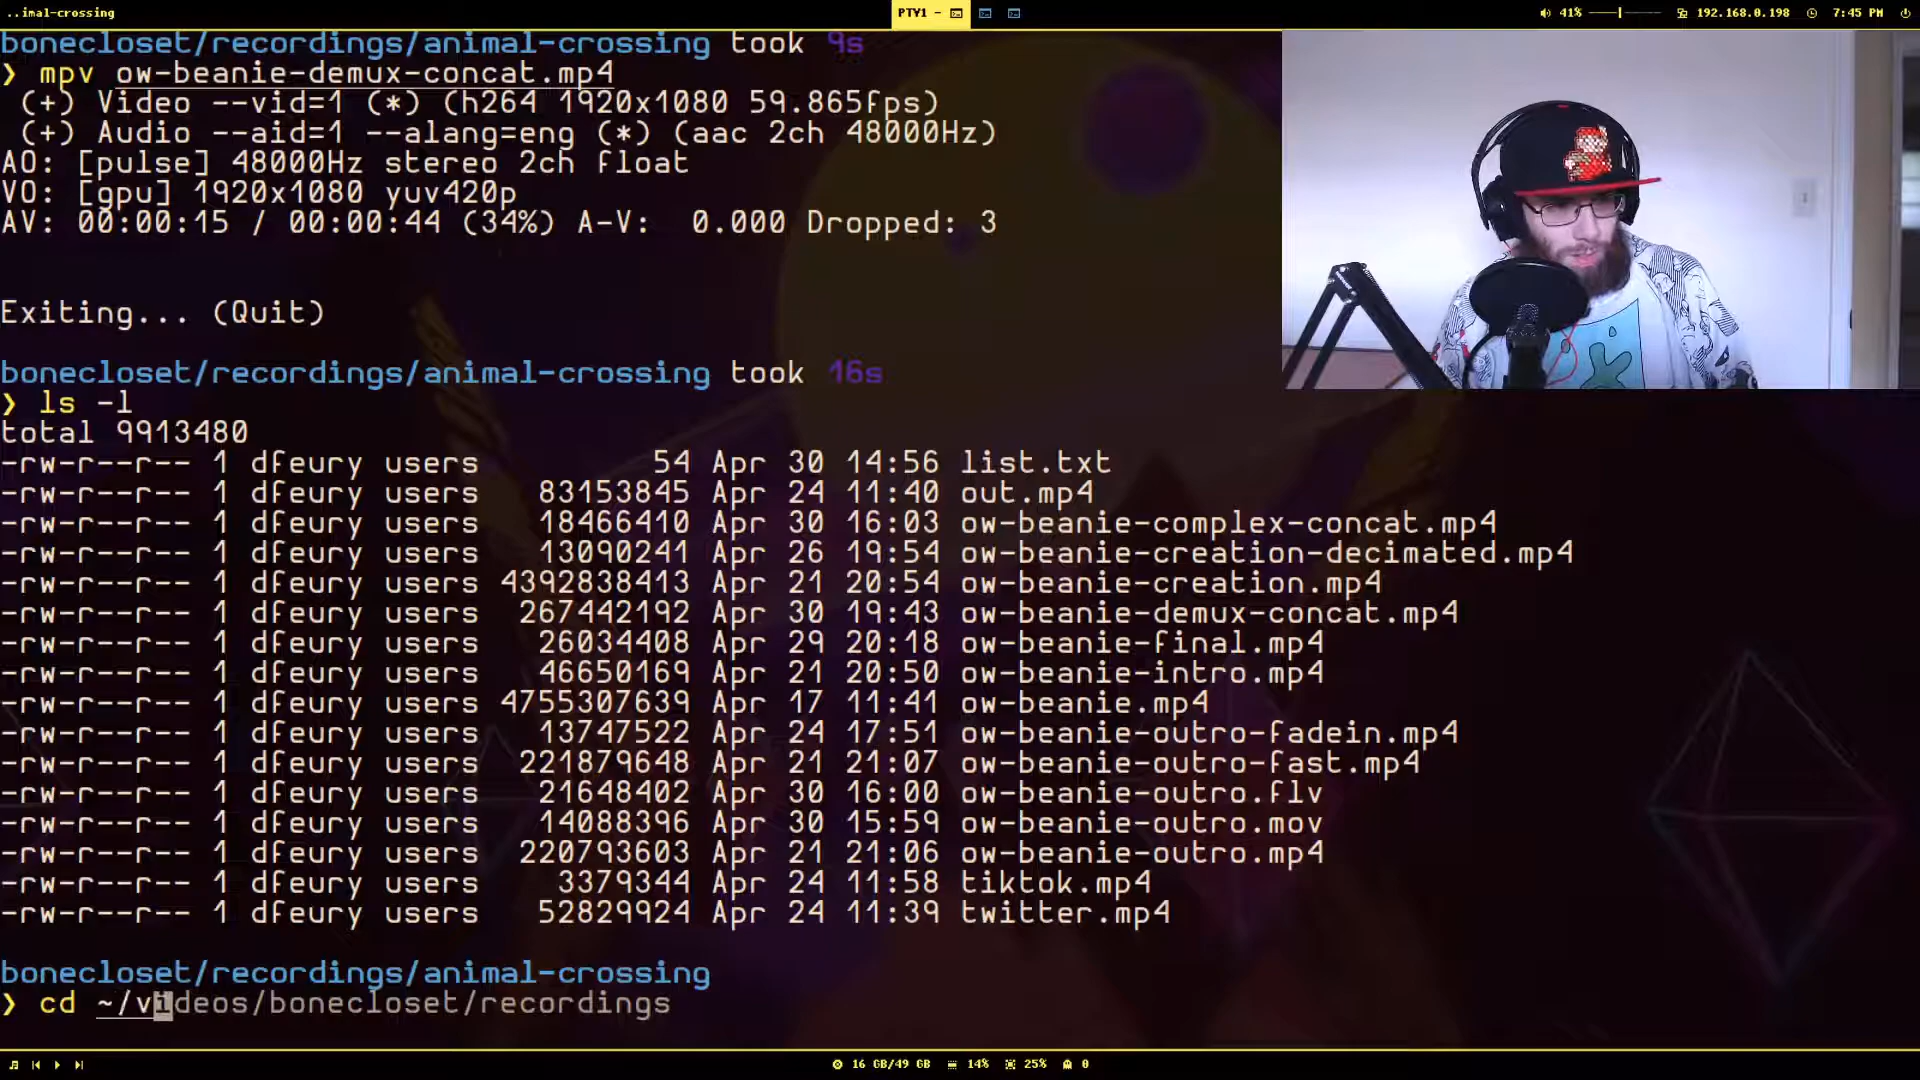 ..imal-crossing
PTY1 -
41%
192.168.0.198
7:45 PM
bonecloset/recordings/animal-crossing took 9s
❯ mpv ow-beanie-demux-concat.mp4
(+) Video --vid=1 (*) (h264 1920x1080 59.865fps)
(+) Audio --aid=1 --alang=eng (*) (aac 2ch 48000Hz)
AO: [pulse] 48000Hz stereo 2ch float
VO: [gpu] 1920x1080 yuv420p
AV: 00:00:15 / 00:00:44 (34%) A-V:  0.000 Dropped: 3
Exiting... (Quit)
bonecloset/recordings/animal-crossing took 16s
❯ ls -l
total 9913480
-rw-r--r-- 1 dfeury users         54 Apr 30 14:56 list.txt
-rw-r--r-- 1 dfeury users   83153845 Apr 24 11:40 out.mp4
-rw-r--r-- 1 dfeury users   18466410 Apr 30 16:03 ow-beanie-complex-concat.mp4
-rw-r--r-- 1 dfeury users   13090241 Apr 26 19:54 ow-beanie-creation-decimated.mp4
-rw-r--r-- 1 dfeury users 4392838413 Apr 21 20:54 ow-beanie-creation.mp4
-rw-r--r-- 1 dfeury users  267442192 Apr 30 19:43 ow-beanie-demux-concat.mp4
-rw-r--r-- 1 dfeury users   26034408 Apr 29 20:18 ow-beanie-final.mp4
-rw-r--r-- 1 dfeury users   46650169 Apr 21 20:50 ow-beanie-intro.mp4
-rw-r--r-- 1 dfeury users 4755307639 Apr 17 11:41 ow-beanie.mp4
-rw-r--r-- 1 dfeury users   13747522 Apr 24 17:51 ow-beanie-outro-fadein.mp4
-rw-r--r-- 1 dfeury users  221879648 Apr 21 21:07 ow-beanie-outro-fast.mp4
-rw-r--r-- 1 dfeury users   21648402 Apr 30 16:00 ow-beanie-outro.flv
-rw-r--r-- 1 dfeury users   14088396 Apr 30 15:59 ow-beanie-outro.mov
-rw-r--r-- 1 dfeury users  220793603 Apr 21 21:06 ow-beanie-outro.mp4
-rw-r--r-- 1 dfeury users    3379344 Apr 24 11:58 tiktok.mp4
-rw-r--r-- 1 dfeury users   52829924 Apr 24 11:39 twitter.mp4
bonecloset/recordings/animal-crossing
❯ cd ~/videos/bonecloset/recordings
16 GB/49 GB
14%
25%
0